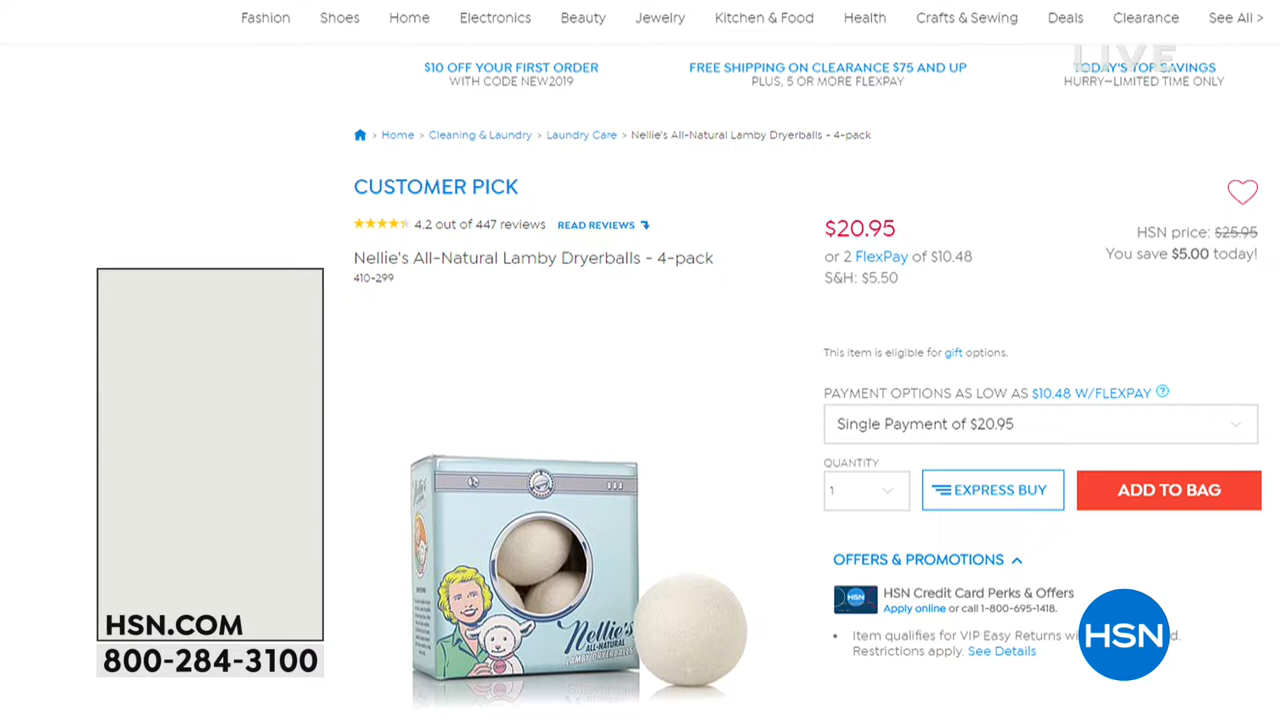 Fashion Shoes Home Electronics Beauty Jewelry Kitchen & Food Health Crafts & Sewing Deals Clearance See All >
LIVE
$10 OFF YOUR FIRST ORDER
WITH CODE NEW2019
FREE SHIPPING ON CLEARANCE $75 AND UP
PLUS, 5 OR MORE FLEXPAY
TODAY'S TOP SAVINGS
HURRY—LIMITED TIME ONLY
> Home > Cleaning & Laundry > Laundry Care > Nellie's All-Natural Lamby Dryerballs - 4-pack
CUSTOMER PICK
4.2 out of 447 reviews READ REVIEWS
Nellie's All-Natural Lamby Dryerballs - 4-pack
410-299
$20.95
or 2 FlexPay of $10.48
S&H: $5.50
HSN price: $25.95
You save $5.00 today!
This item is eligible for gift options.
PAYMENT OPTIONS AS LOW AS $10.48 W/FLEXPAY ?
Single Payment of $20.95
QUANTITY
1
EXPRESS BUY
ADD TO BAG
OFFERS & PROMOTIONS
HSN
HSN Credit Card Perks & Offers
Apply online or call 1-800-695-1418.
• Item qualifies for VIP Easy Returns d.
Restrictions apply. See Details
HSN
Nellie's
ALL-NATURAL
LAMBY DRYERBALLS
HSN.COM
800-284-3100